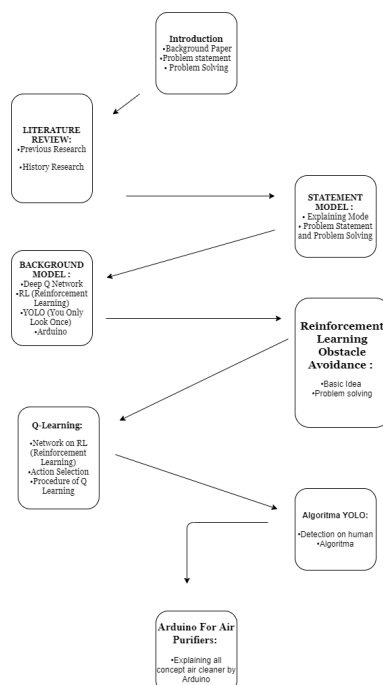 Introduction
•Background Paper
•Problem statement
• Problem Solving
LITERATURE
REVIEW:
•Previous Research
•History Research
STATEMENT
MODEL :
• Explaining Mode
• Problem Statement
and Problem Solving
BACKGROUND
MODEL :
•Deep Q Network
•RL (Reinforcement
Learning)
•YOLO (You Only
Look Once)
•Arduino
Reinforcement
Learning
Obstacle
Avoidance :
•Basic Idea
•Problem solving
Q-Learning:
•Network on RL
(Reinforcement
Learning)
•Action Selection
•Procedure of Q
Learning
Algoritma YOLO:
•Detection on human
•Algoritma
Arduino For Air
Purifiers:
•Explaining all
concept air cleaner by
Arduino